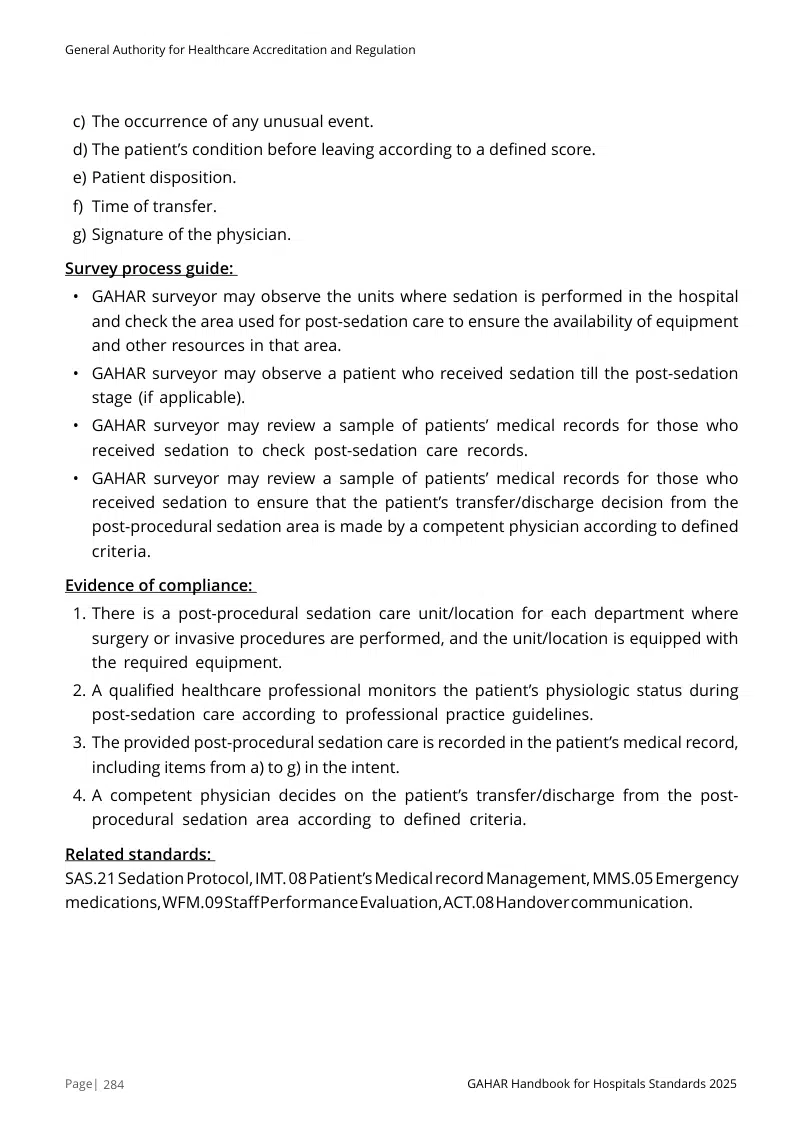 General Authority for Healthcare Accreditation and Regulation
c) The occurrence of any unusual event.
d) The patient’s condition before leaving according to a defined score.
e) Patient disposition.
f) Time of transfer.
g) Signature of the physician.
Survey process guide:
• GAHAR surveyor may observe the units where sedation is performed in the hospital
and check the area used for post-sedation care to ensure the availability of equipment
and other resources in that area.
• GAHAR surveyor may observe a patient who received sedation till the post-sedation
stage (if applicable).
• GAHAR surveyor may review a sample of patients’ medical records for those who
received sedation to check post-sedation care records.
• GAHAR surveyor may review a sample of patients’ medical records for those who
received sedation to ensure that the patient’s transfer/discharge decision from the
post-procedural sedation area is made by a competent physician according to defined
criteria.
Evidence of compliance:
1. There is a post-procedural sedation care unit/location for each department where
surgery or invasive procedures are performed, and the unit/location is equipped with
the required equipment.
2. A qualified healthcare professional monitors the patient’s physiologic status during
post-sedation care according to professional practice guidelines.
3. The provided post-procedural sedation care is recorded in the patient’s medical record,
including items from a) to g) in the intent.
4. A competent physician decides on the patient’s transfer/discharge from the post-
procedural sedation area according to defined criteria.
Related standards:
SAS.21 Sedation Protocol, IMT. 08 Patient’s Medical record Management, MMS.05 Emergency
medications, WFM.09 Staff Performance Evaluation, ACT.08 Handover communication.
Page| 284
GAHAR Handbook for Hospitals Standards 2025